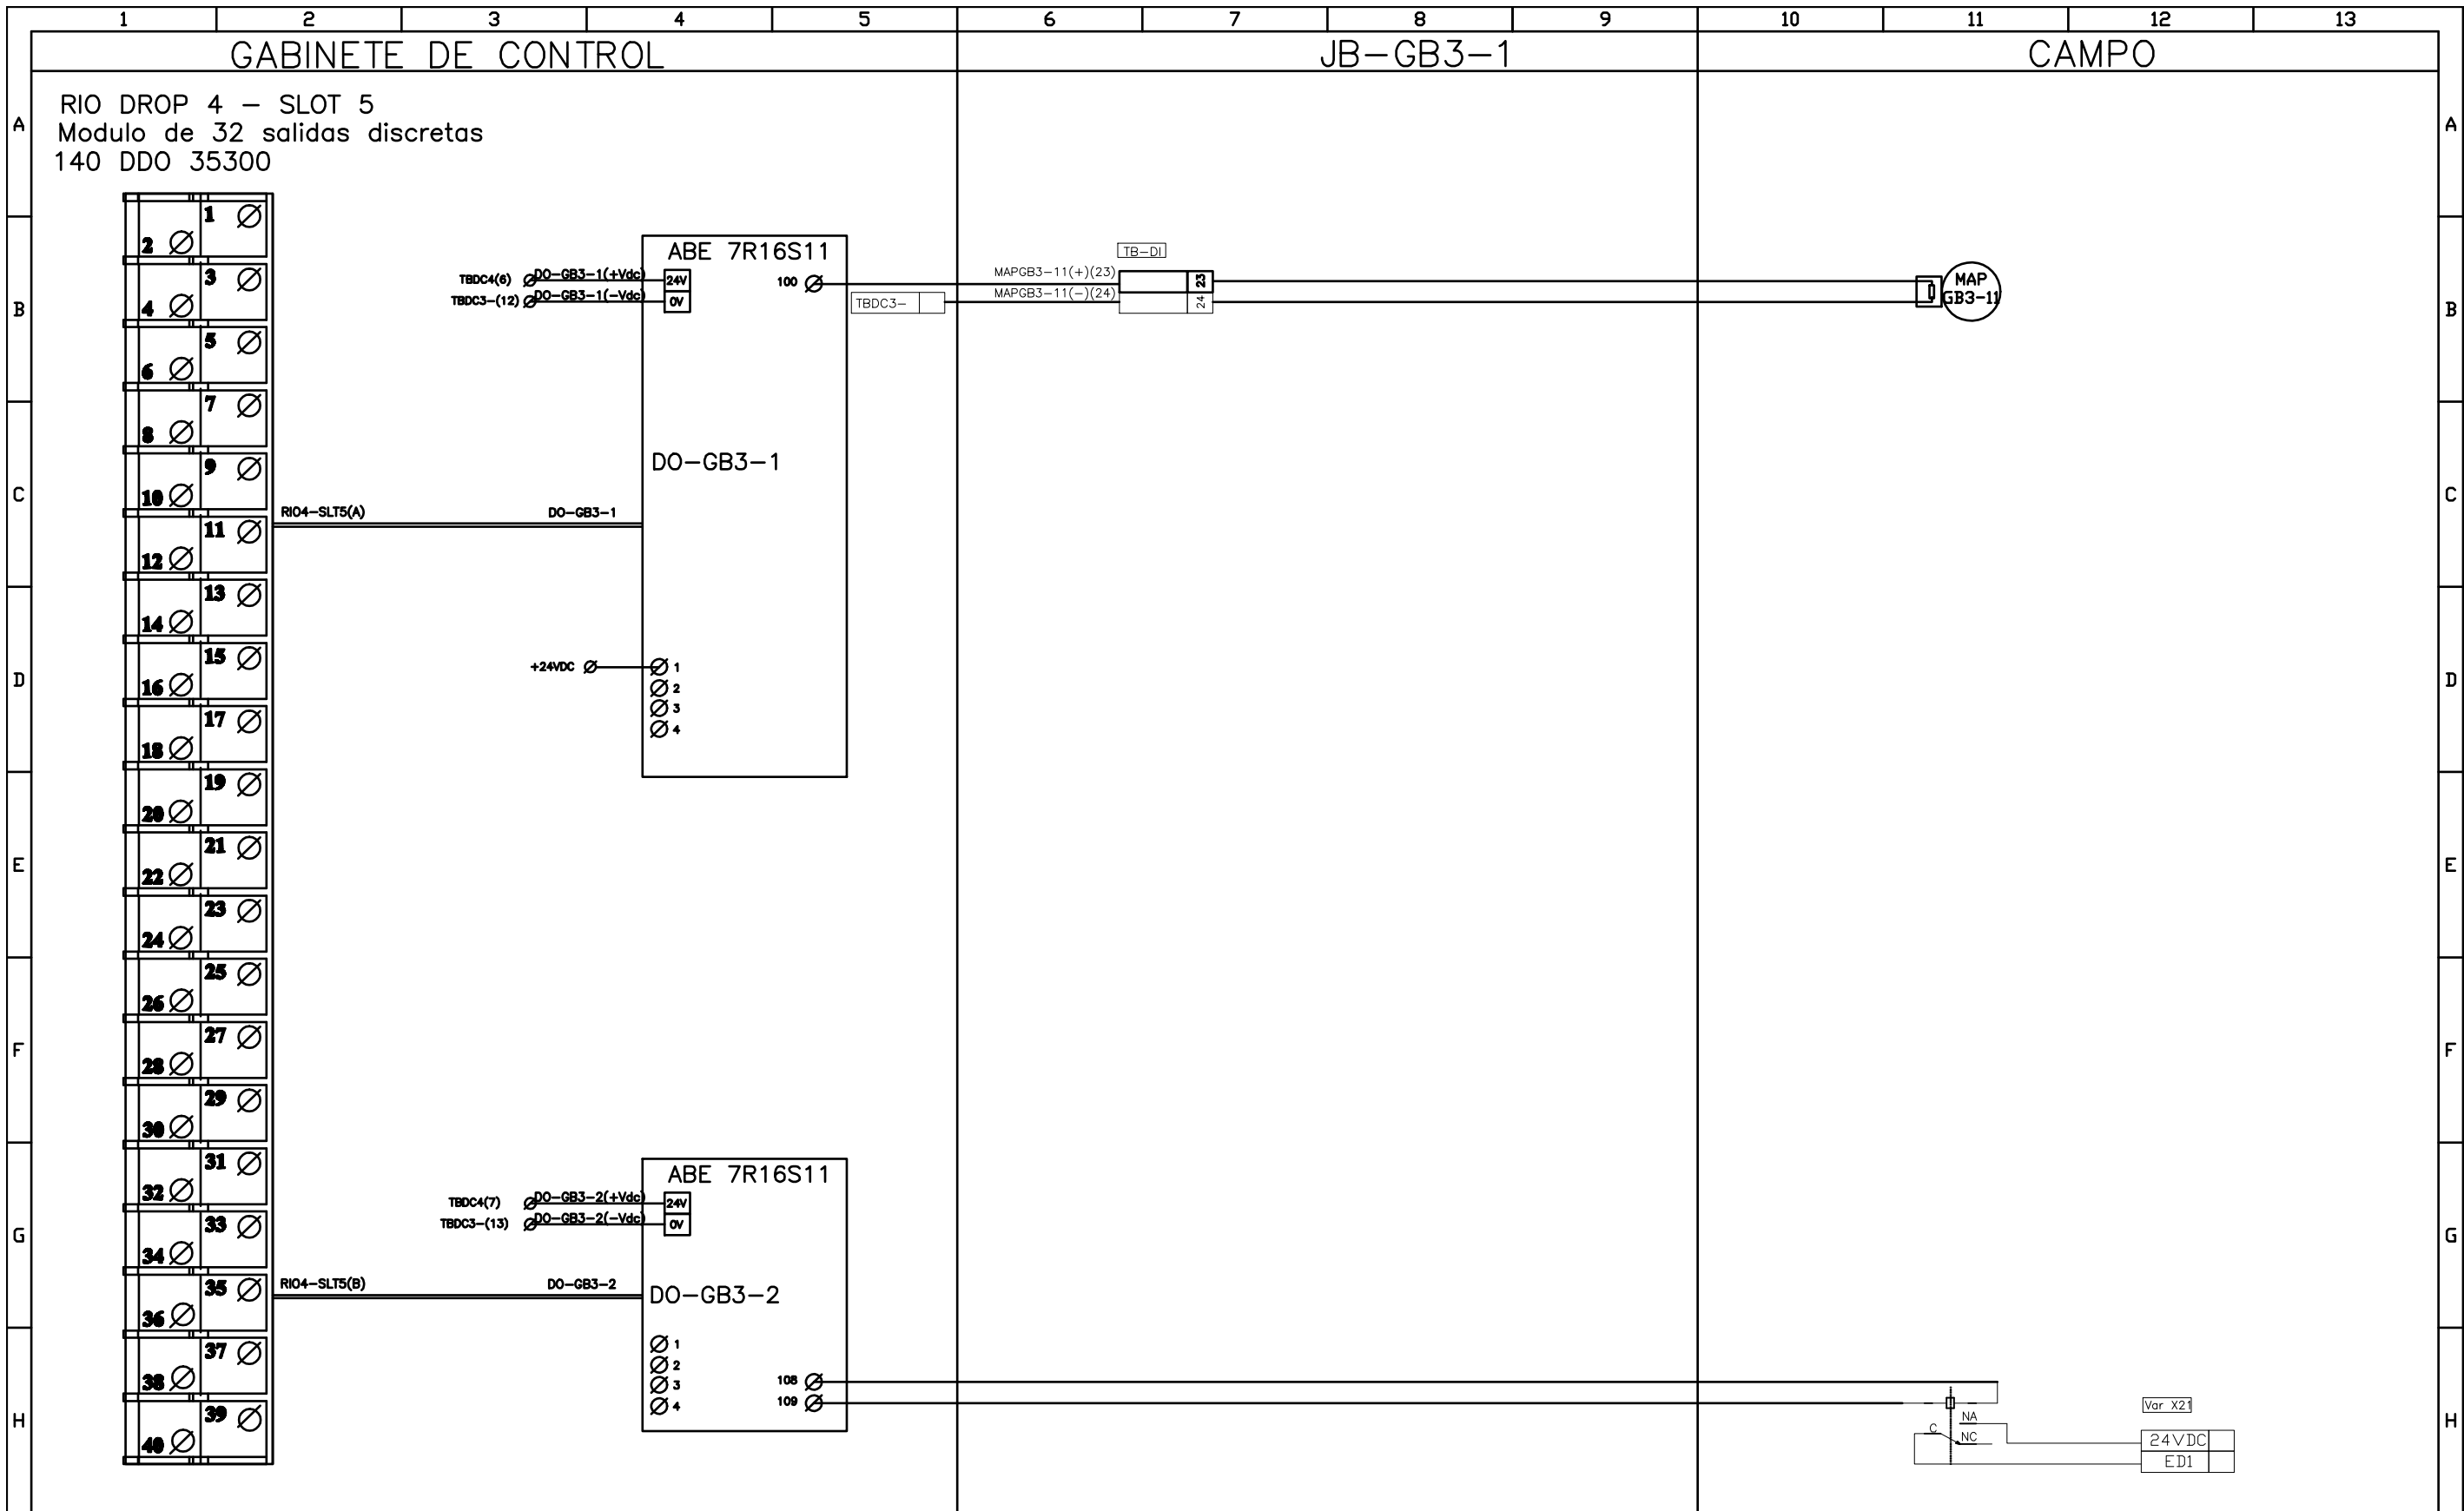 1 2 3 4 5 6 7 8 9 10 11 12 13
GABINETE DE CONTROL
JB-GB3-1
CAMPO
A
A
RIO DROP 4 - SLOT 5
Modulo de 32 salidas discretas
140 DDO 35300
1
2
3
4
5
6
7
8
9
10
11
12
13
14
15
16
17
18
19
20
21
22
23
24
25
26
27
28
29
30
31
32
33
34
35
36
37
38
39
40
B
B
ABE 7R16S11
TBDC4(6) DO-GB3-1(+Vdc) 24V
TBDC3-(12) DO-GB3-1(-Vdc) 0V
100
TBDC3-
TB-DI
MAPGB3-11(+)(23) 23
MAPGB3-11(-)(24) 24
MAP
GB3-11
C
C
DO-GB3-1
RIO4-SLT5(A) DO-GB3-1
D
D
+24VDC 1
2
3
4
E
E
F
F
G
G
ABE 7R16S11
TBDC4(7) DO-GB3-2(+Vdc) 24V
TBDC3-(13) DO-GB3-2(-Vdc) 0V
RIO4-SLT5(B) DO-GB3-2
DO-GB3-2
H
H
1
2
3
4
108
109
NA
C
NC
Var X21
24VDC
ED1